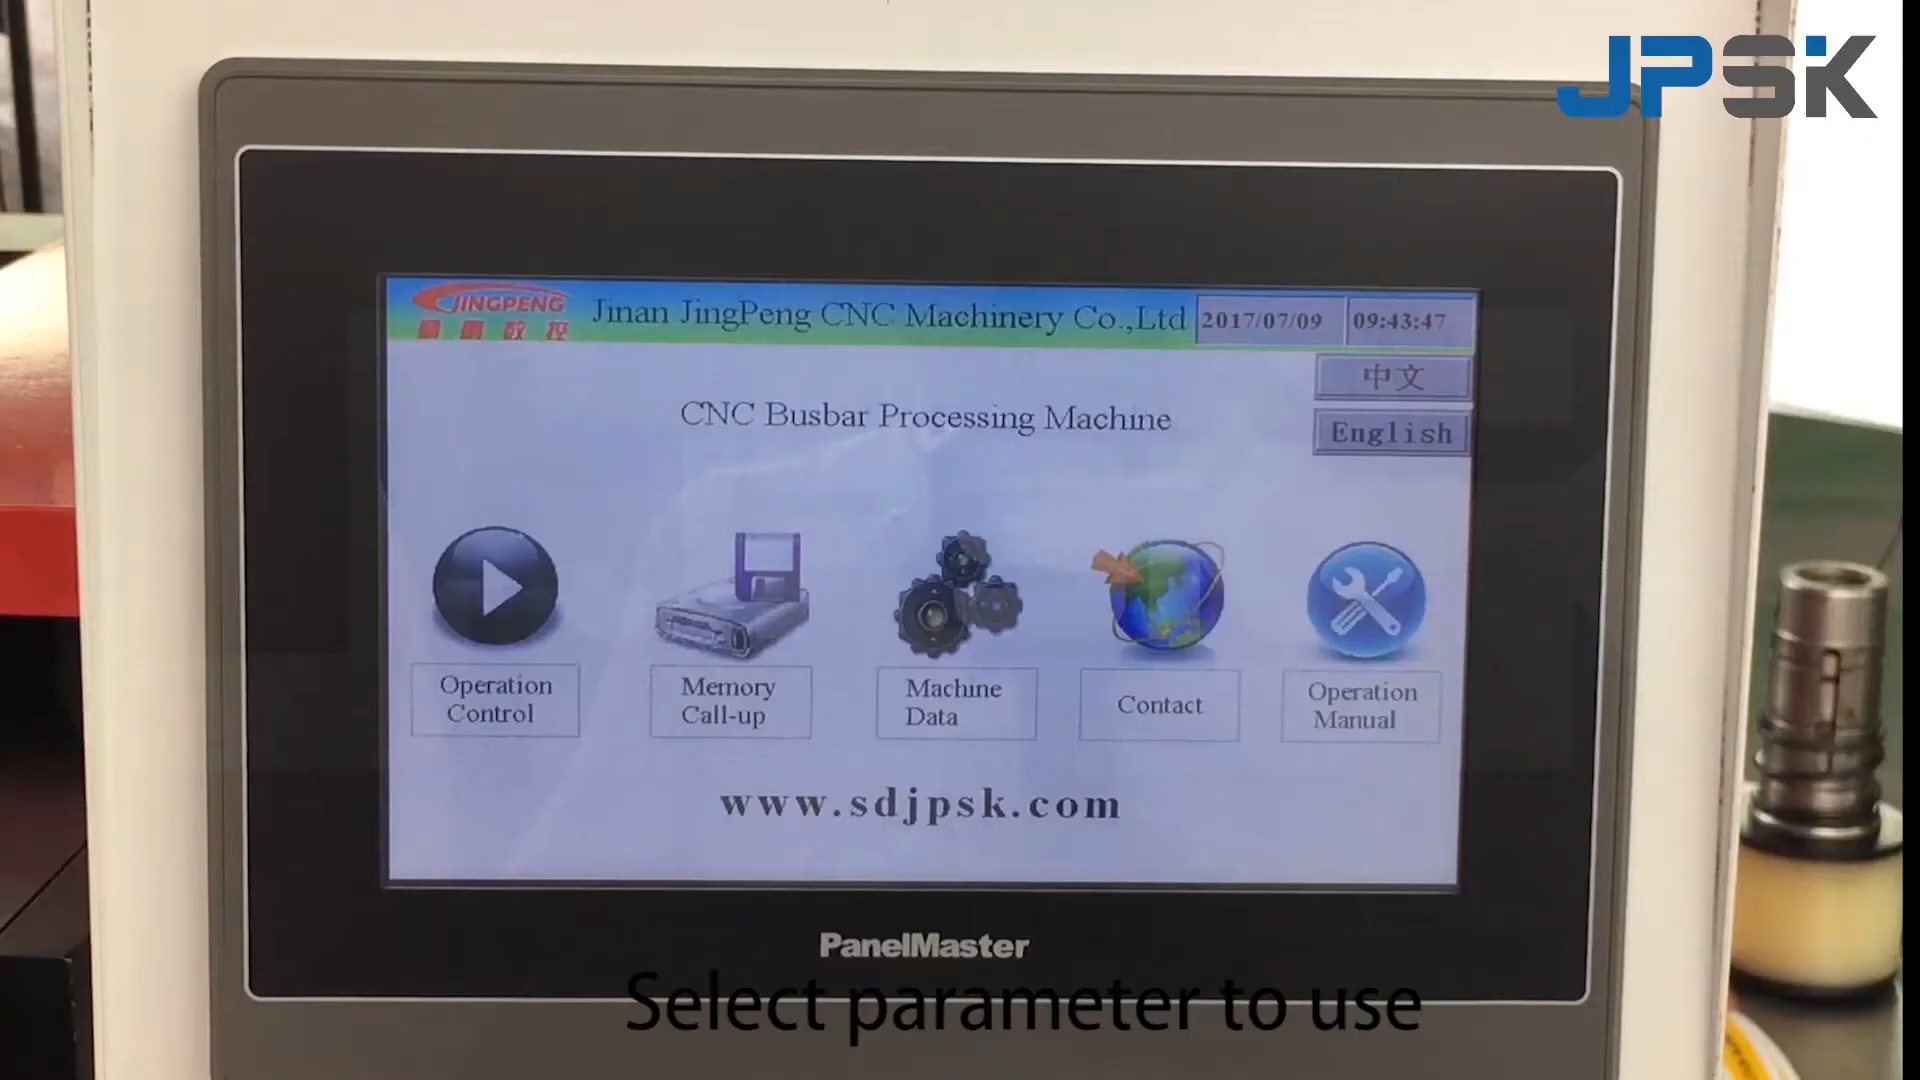 JPSK
JINGPENG
数控
Jinan JingPeng CNC Machinery Co.,Ltd
2017/07/09
09:43:47
中文
CNC Busbar Processing Machine
English
Operation
Control
Memory
Call-up
Machine
Data
Contact
Operation
Manual
www.sdjpsk.com
PanelMaster
Select parameter to use